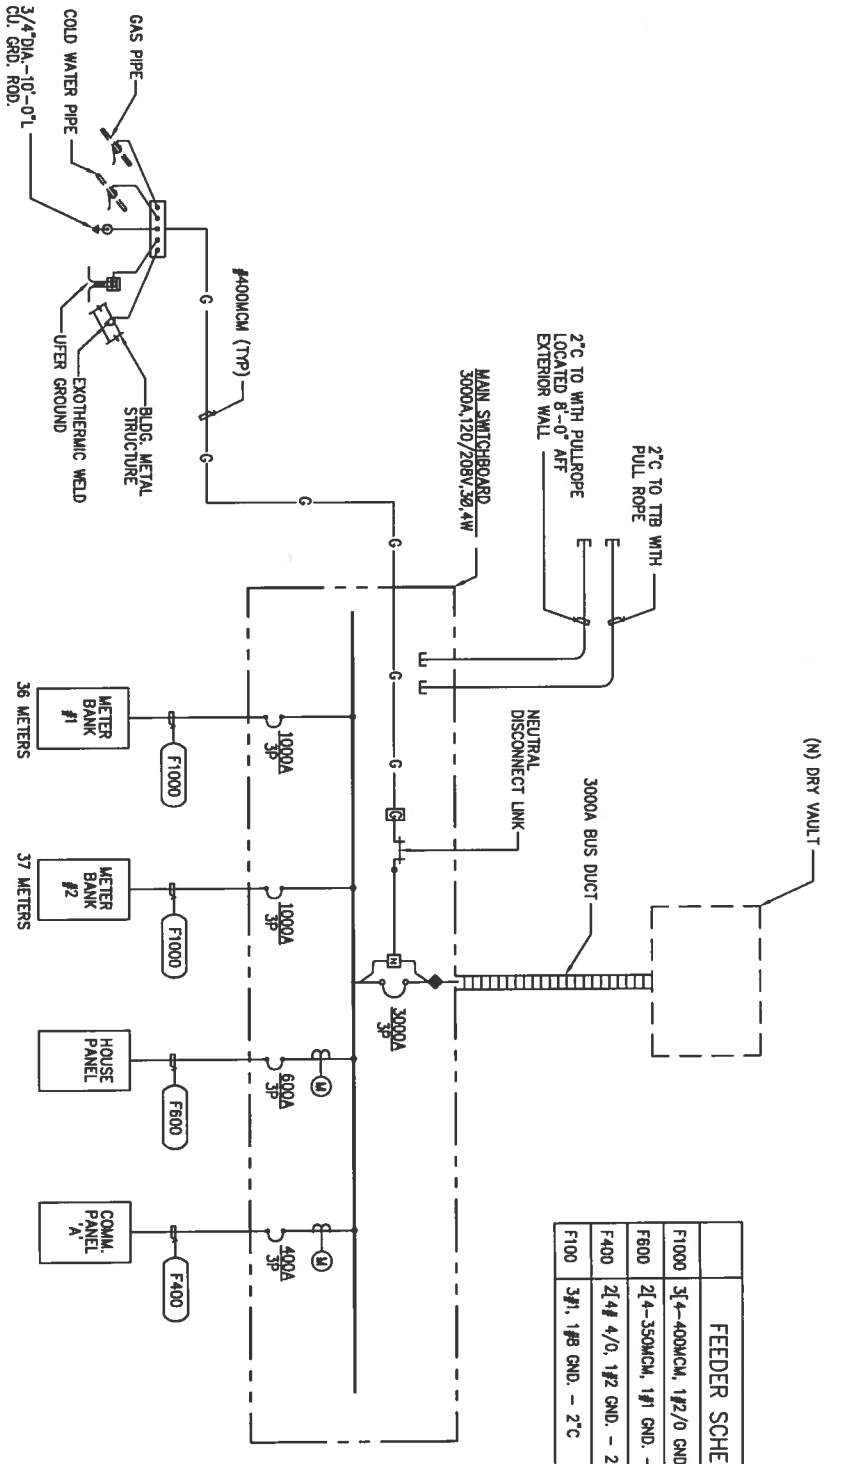 (N) DRY VAULT
FEEDER SCHE
F1000 3[4-400MCM, 1#2/0 GND
F600 2[4-350MCM, 1#1 GND. -
F400 2[4# 4/0, 1#2 GND. - 2
F100 3#1, 1#8 GND. - 2"C
2"C TO TTB WITH
PULL ROPE
2"C TO WITH PULLROPE
LOCATED 8'-0" AFF
EXTERIOR WALL
3000A BUS DUCT
NEUTRAL
DISCONNECT LINK
MAIN SWITCHBOARD
3000A,120/208V,3Ø,4W
#400MCM (TYP)
G
G
G
G
G
G
G
N
3000A
3P
1000A
3P
1000A
3P
600A
3P
400A
3P
M
M
GAS PIPE
COLD WATER PIPE
3/4"DIA.-10'-0"L
CU. GRD. ROD.
BLDG. METAL
STRUCTURE
EXOTHERMIC WELD
UFER GROUND
F1000
F1000
F600
F400
METER
BANK
#1
36 METERS
METER
BANK
#2
37 METERS
HOUSE
PANEL
COMM.
PANEL
'A'